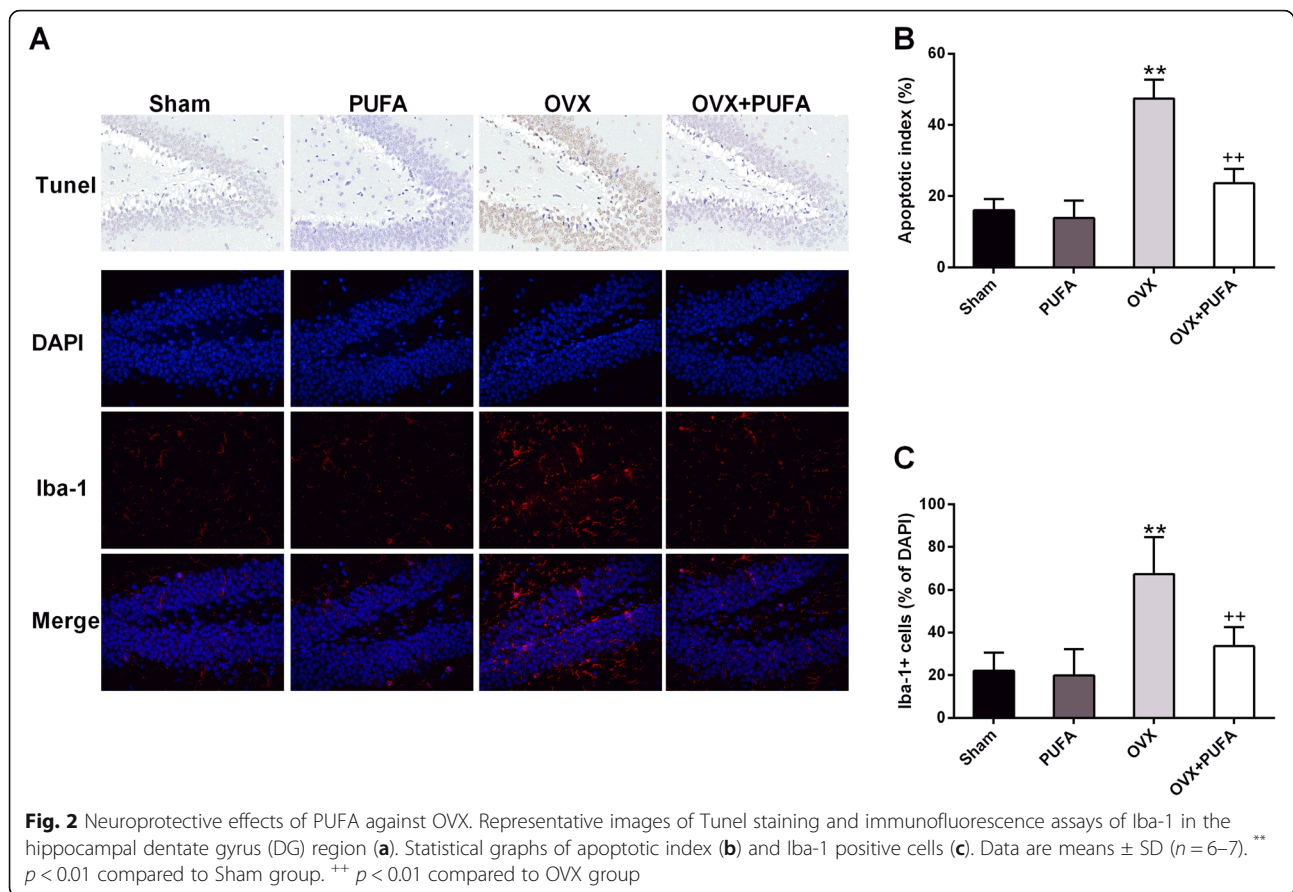 A
Sham PUFA OVX OVX+PUFA
Tunel
DAPI
Iba-1
Merge
B
Apoptotic index (%)
60
40
20
0
**
++
Sham PUFA OVX OVX+PUFA
C
Iba-1+ cells (% of DAPI)
100
80
60
40
20
0
**
++
Sham PUFA OVX OVX+PUFA
Fig. 2 Neuroprotective effects of PUFA against OVX. Representative images of Tunel staining and immunofluorescence assays of Iba-1 in the
hippocampal dentate gyrus (DG) region (a). Statistical graphs of apoptotic index (b) and Iba-1 positive cells (c). Data are means ± SD (n = 6–7). **
p < 0.01 compared to Sham group. ++ p < 0.01 compared to OVX group